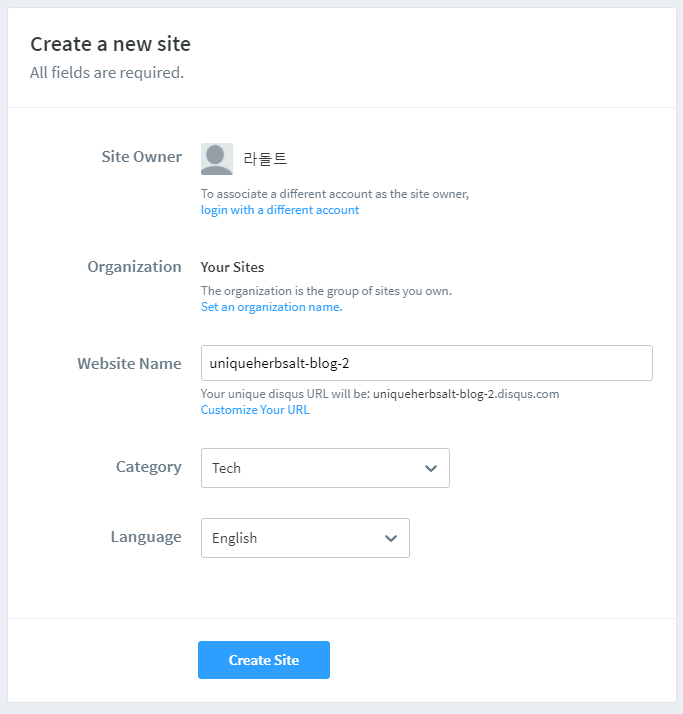 Create a new site
All fields are required.
Site Owner
라돌트
To associate a different account as the site owner,
login with a different account
Organization
Your Sites
The organization is the group of sites you own.
Set an organization name.
Website Name
uniqueherbsalt-blog-2
Your unique disqus URL will be: uniqueherbsalt-blog-2.disqus.com
Customize Your URL
Category
Tech
Language
English
Create Site